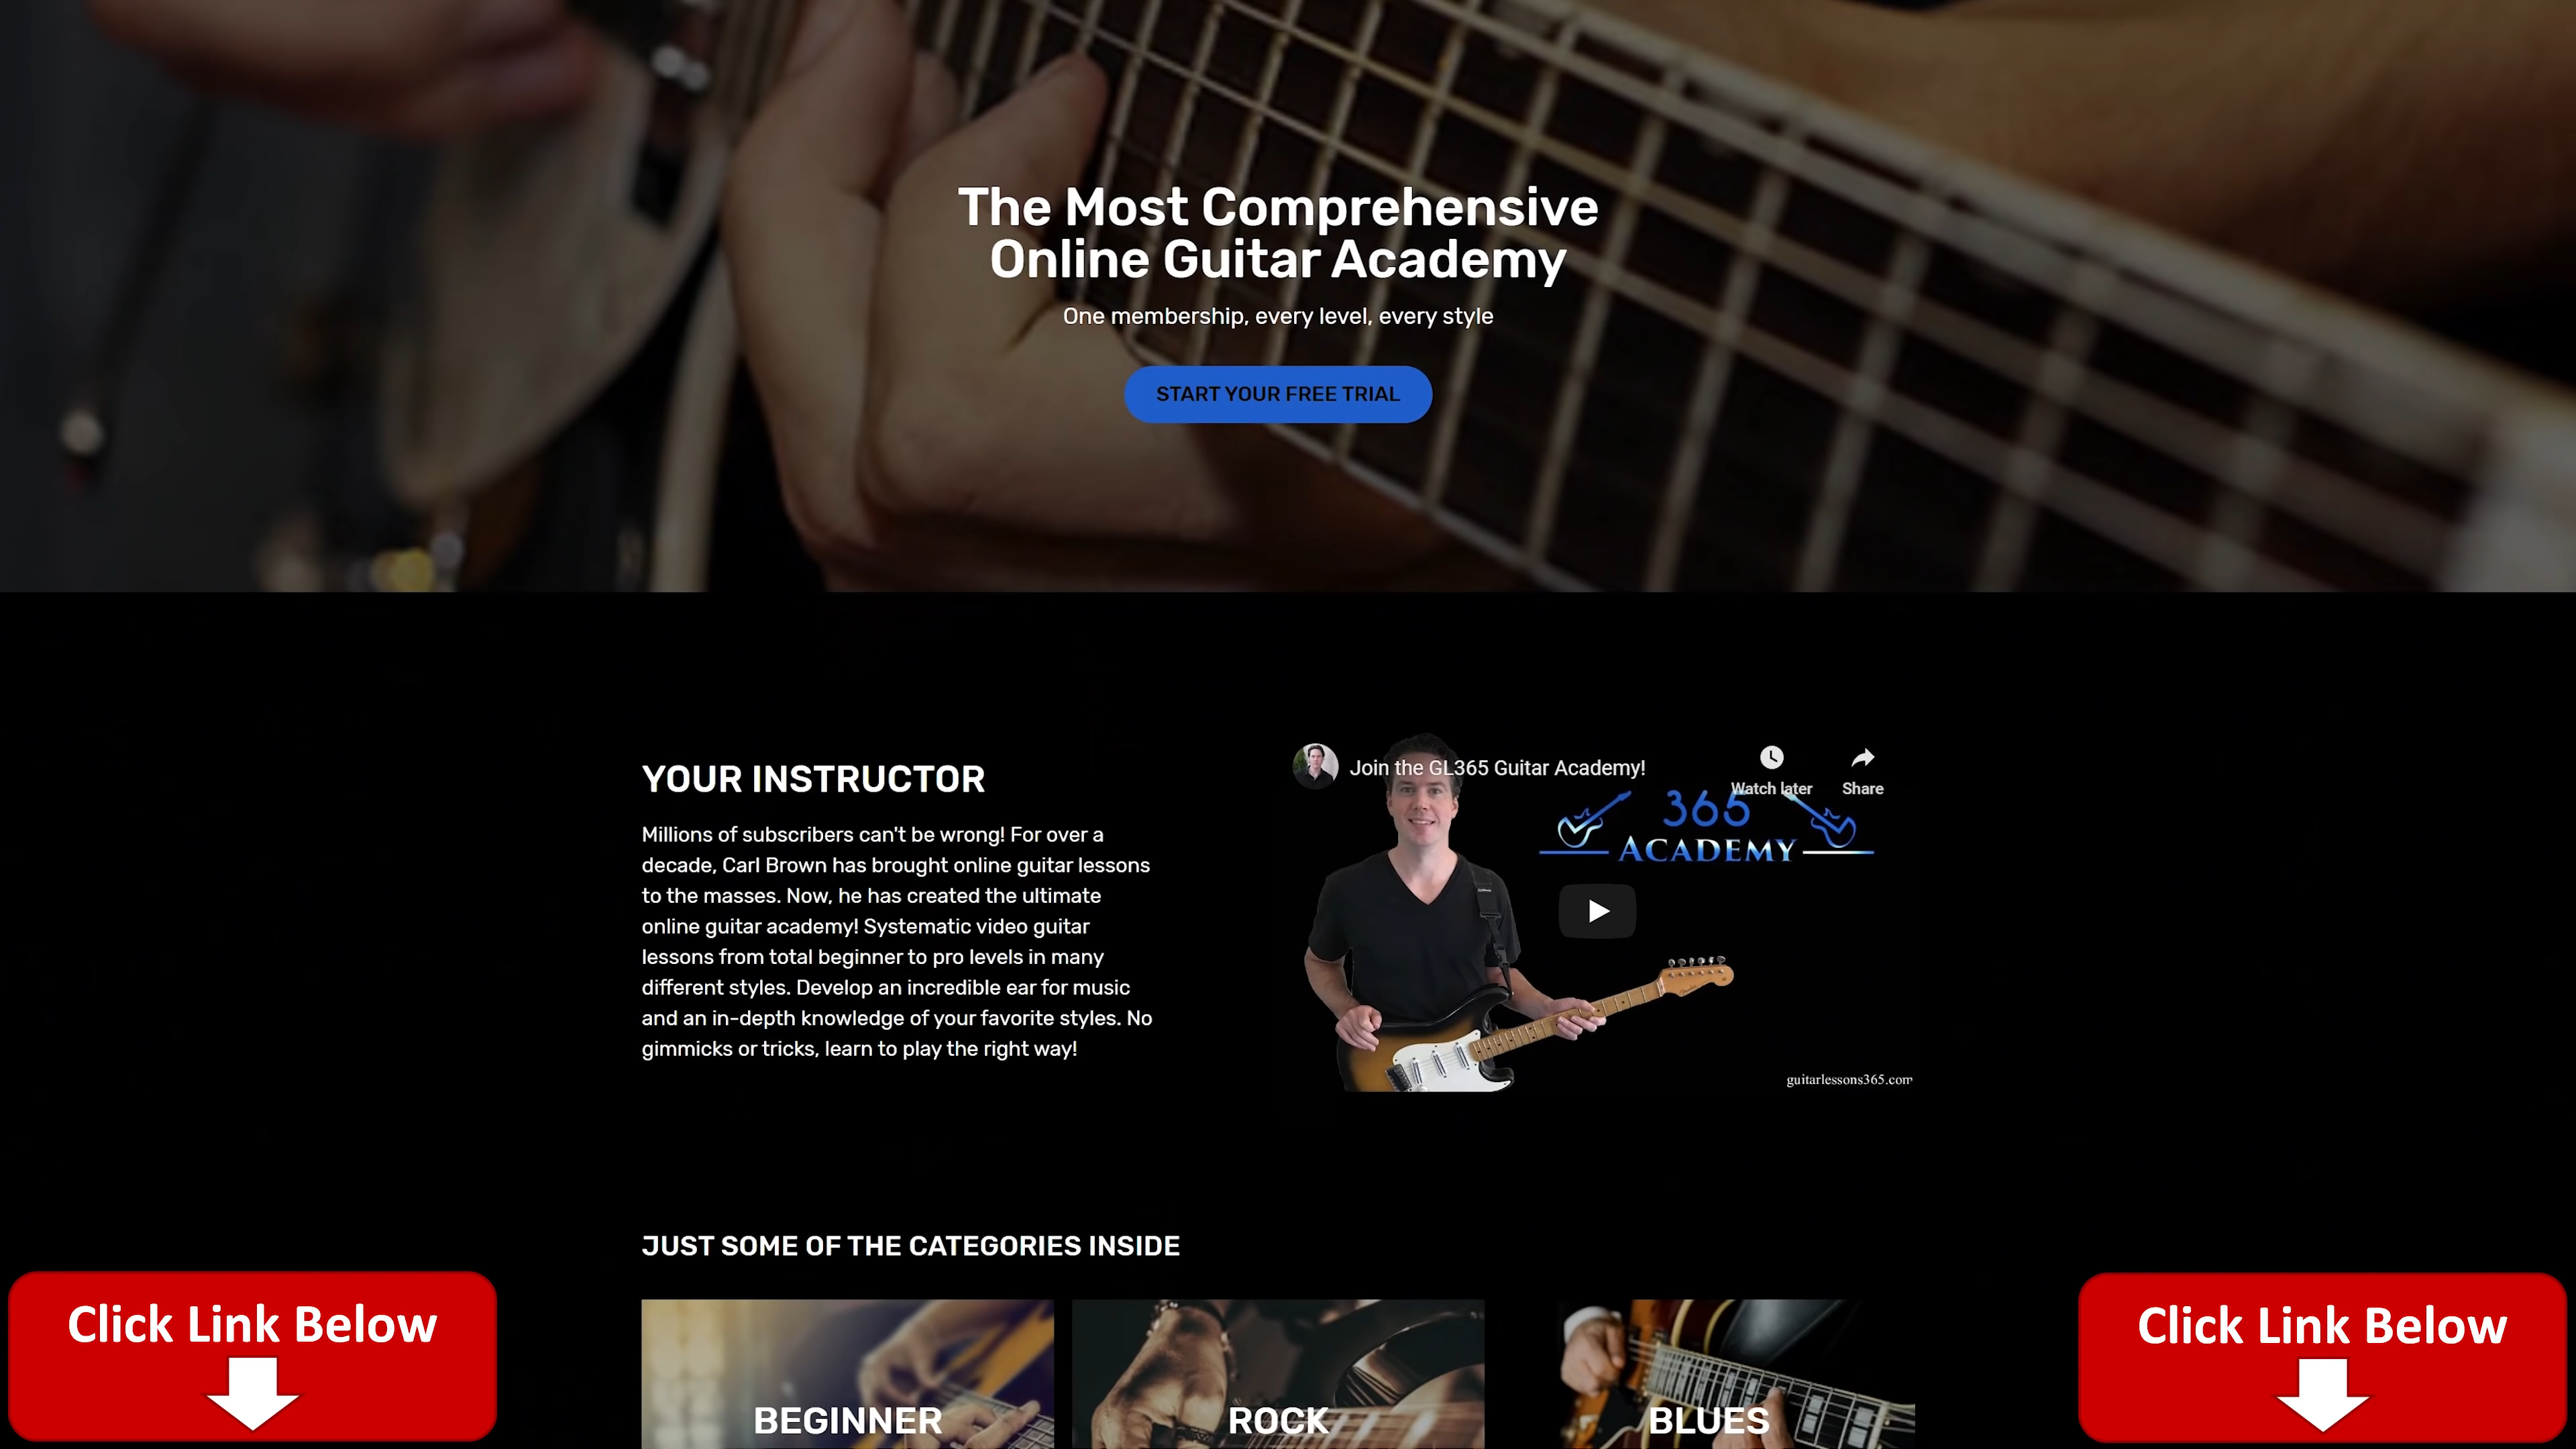 The Most Comprehensive
Online Guitar Academy
One membership, every level, every style
START YOUR FREE TRIAL
YOUR INSTRUCTOR
Millions of subscribers can't be wrong! For over a
decade, Carl Brown has brought online guitar lessons
to the masses. Now, he has created the ultimate
online guitar academy! Systematic video guitar
lessons from total beginner to pro levels in many
different styles. Develop an incredible ear for music
and an in-depth knowledge of your favorite styles. No
gimmicks or tricks, learn to play the right way!
Join the GL365 Guitar Academy!
Watch later
Share
365
ACADEMY
guitarlessons365.com
JUST SOME OF THE CATEGORIES INSIDE
BEGINNER
ROCK
BLUES
Click Link Below
Click Link Below